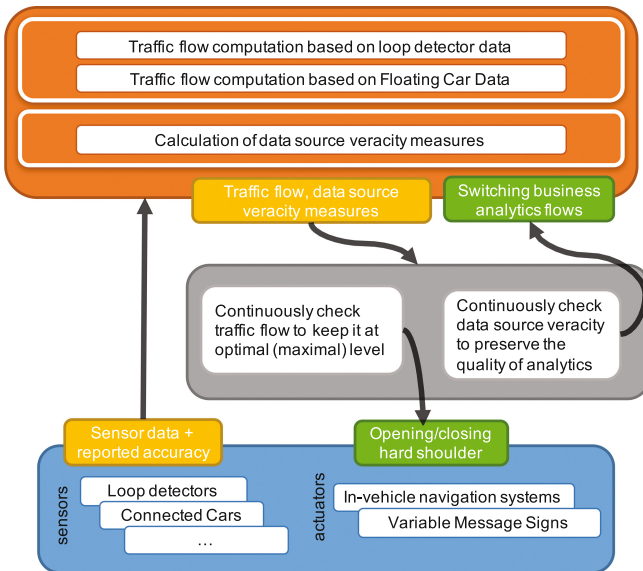 Traffic flow computation based on loop detector data
Traffic flow computation based on Floating Car Data
Calculation of data source veracity measures
Traffic flow, data source
veracity measures
Switching business
analytics flows
Continuously check
traffic flow to keep it at
optimal (maximal) level
Continuously check
data source veracity
to preserve the
quality of analytics
Sensor data +
reported accuracy
Opening/closing
hard shoulder
sensors
Loop detectors
Connected Cars
...
actuators
In-vehicle navigation systems
Variable Message Signs